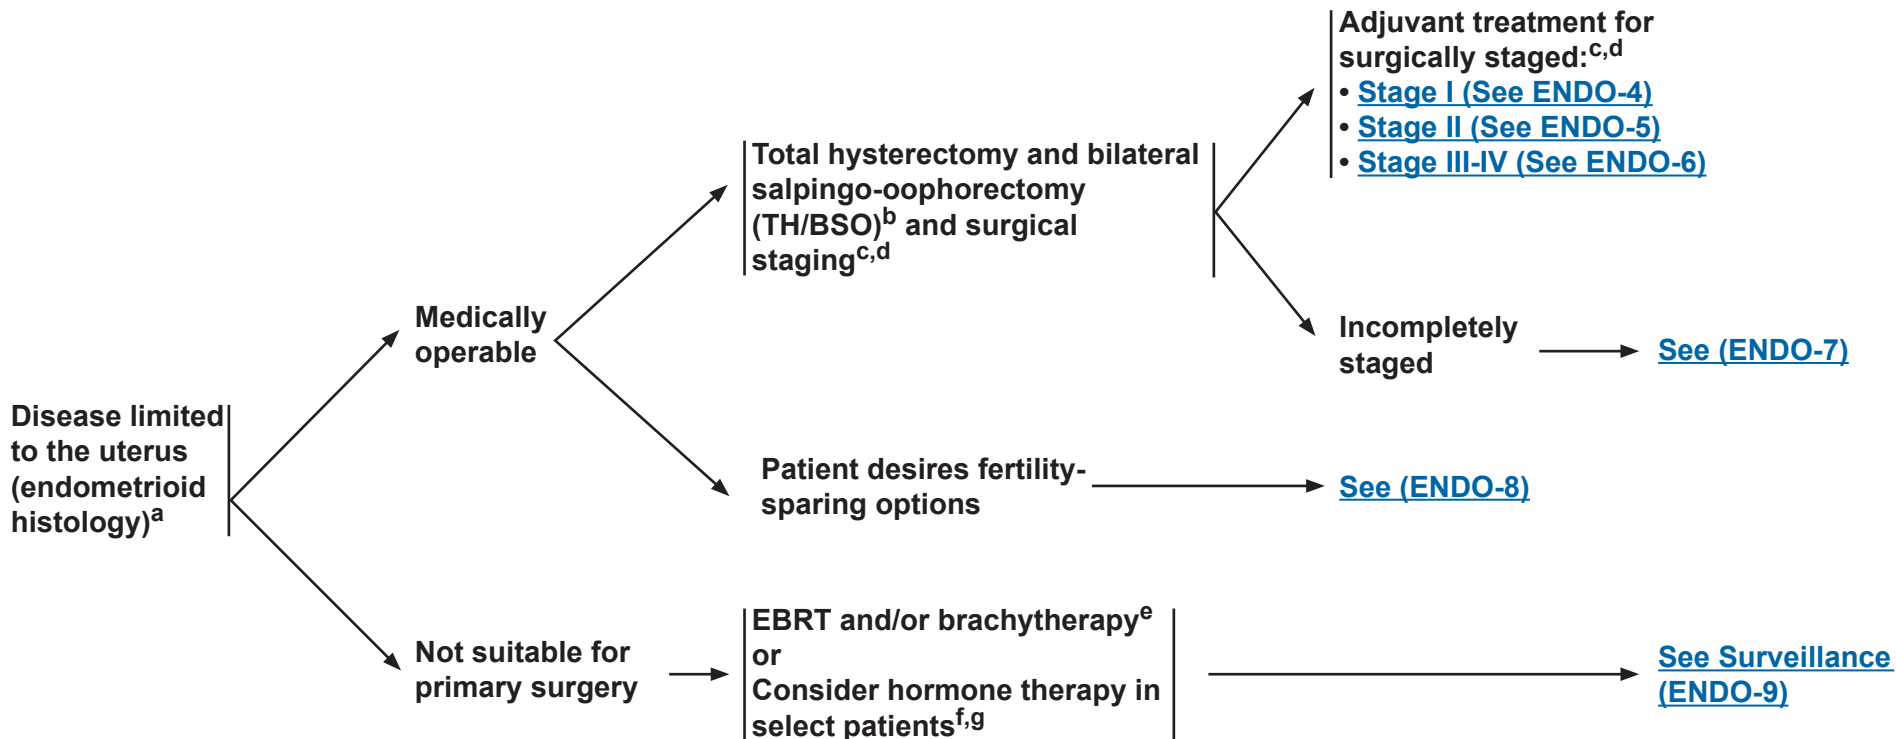 Adjuvant treatment for
surgically staged:c,d
• Stage I (See ENDO-4)
• Stage II (See ENDO-5)
• Stage III-IV (See ENDO-6)
Total hysterectomy and bilateral
salpingo-oophorectomy
(TH/BSO)b and surgical
stagingc,d
Medically
operable
Incompletely
staged
See (ENDO-7)
Disease limited
to the uterus
(endometrioid
histology)a
Patient desires fertility-
sparing options
See (ENDO-8)
Not suitable for
primary surgery
EBRT and/or brachytherapye
or
Consider hormone therapy in
select patientsf,g
See Surveillance
(ENDO-9)